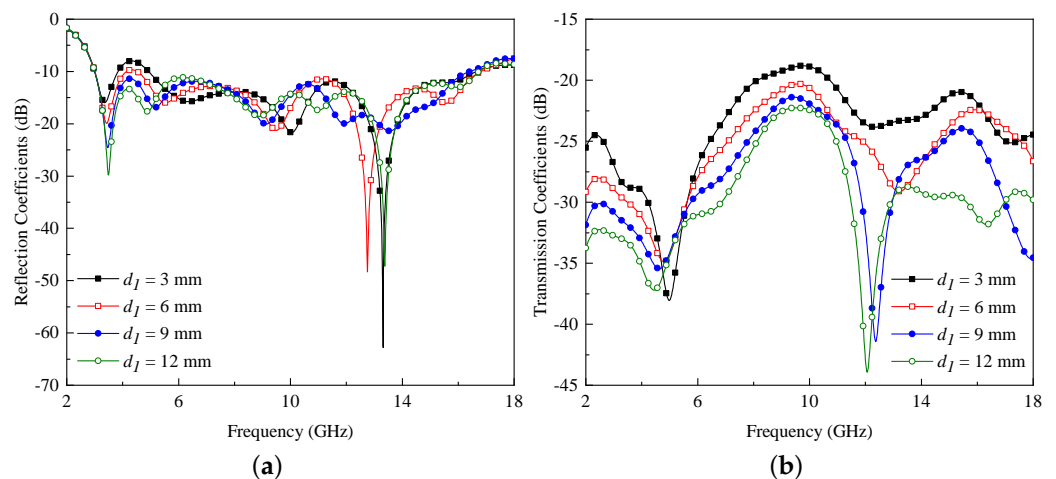 0
-10
-20
-30
-40
-50
-60
-70
Reflection Coefficients (dB)
d1 = 3 mm
d1 = 6 mm
d1 = 9 mm
d1 = 12 mm
2 6 10 14 18
Frequency (GHz)
(a)
-15
-20
-25
-30
-35
-40
-45
Transmission Coefficients (dB)
d1 = 3 mm
d1 = 6 mm
d1 = 9 mm
d1 = 12 mm
2 6 10 14 18
Frequency (GHz)
(b)